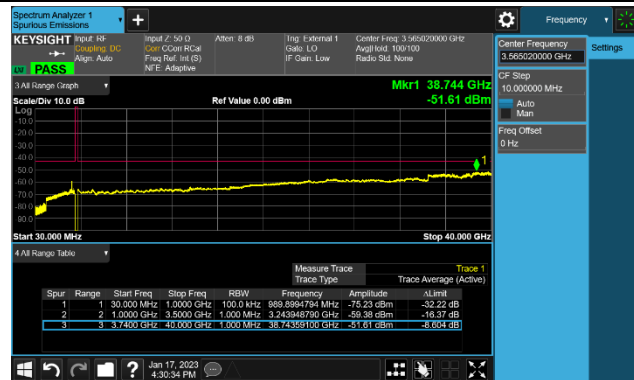 Spectrum Analyzer 1
Spurious Emissions
Frequency
KEYSIGHT
Input: RF
Coupling: DC
Align: Auto
Input Z: 50 Ω
Corr CCorr RCal
Freq Ref: Int (S)
NFE: Adaptive
Atten: 8 dB
Trig: External 1
Gate: LO
IF Gain: Low
Center Freq: 3.565020000 GHz
Avg|Hold: 100/100
Radio Std: None
PASS
Center Frequency
3.565020000 GHz
Settings
CF Step
10.000000 MHz
Auto
Man
Freq Offset
0 Hz
3 All Range Graph
Mkr1 38.744 GHz
Scale/Div 10.0 dB
Ref Value 0.00 dBm
-51.61 dBm
Log
-10.0
-20.0
-30.0
-40.0
-50.0
-60.0
-70.0
-80.0
-90.0
1
Start 30.000 MHz
Stop 40.000 GHz
4 All Range Table
Measure Trace Trace 1
Trace Type Trace Average (Active)
Spur Range Start Freq Stop Freq RBW Frequency Amplitude ΔLimit
1 1 30.000 MHz 1.0000 GHz 100.0 kHz 989.8994794 MHz -75.23 dBm -32.22 dB
2 2 1.0000 GHz 3.5000 GHz 1.000 MHz 3.243948790 GHz -59.38 dBm -16.37 dB
3 3 3.7400 GHz 40.000 GHz 1.000 MHz 38.74359100 GHz -51.61 dBm -8.604 dB
Jan 17, 2023
4:30:34 PM